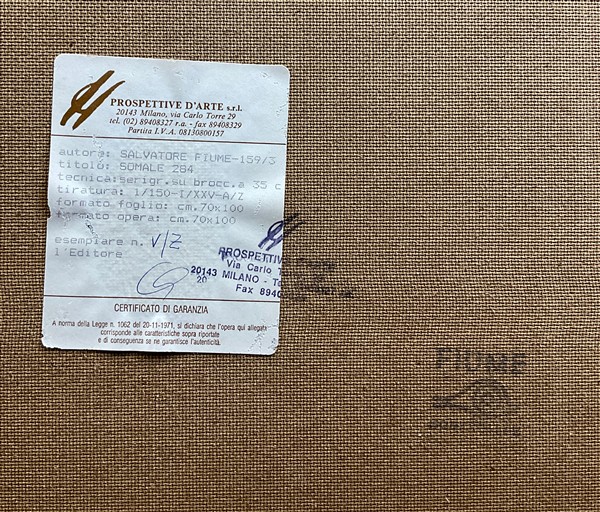 PROSPETTIVE D'ARTE s.r.l.
20143 Milano, via Carlo Torre 29
tel. (02) 89408327 r.a. - fax 89408329
Partita I.V.A. 08130800157
autore: SALVATORE FIUME-159/3
titolo: SOMALE 284
tecnica:serigr.su brocc.a 35 c
tiratura: 1/150-I/XXV-A/Z
formato foglio: cm.70x100
formato opera: cm.70x100
esemplare n. V/Z
l'Editore
PROSPETTIV
Via Carlo T
20143 MILANO - Te
20
Fax 8940
CERTIFICATO DI GARANZIA
A norma della Legge n. 1062 del 20-11-1971, si dichiara che l'opera qui allegata
corrisponde alle caratteristiche sopra riportate
e di conseguenza se ne garantisce l'autenticità.
FIUME